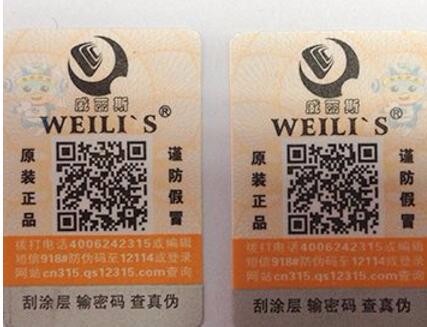 威丽斯
WEILI`S®
原装正品
谨防假冒
拨打电话4006242315或编辑
短信918#防伪码至12114或登录
网站cn315.qs12315.com查询
刮涂层 输密码 查真伪
威丽斯
WEILI`S®
原装正品
谨防假冒
拨打电话4006242315或编辑
短信918#防伪码至12114或登录
网站cn315.qs12315.com查询
刮涂层 输密码 查真伪